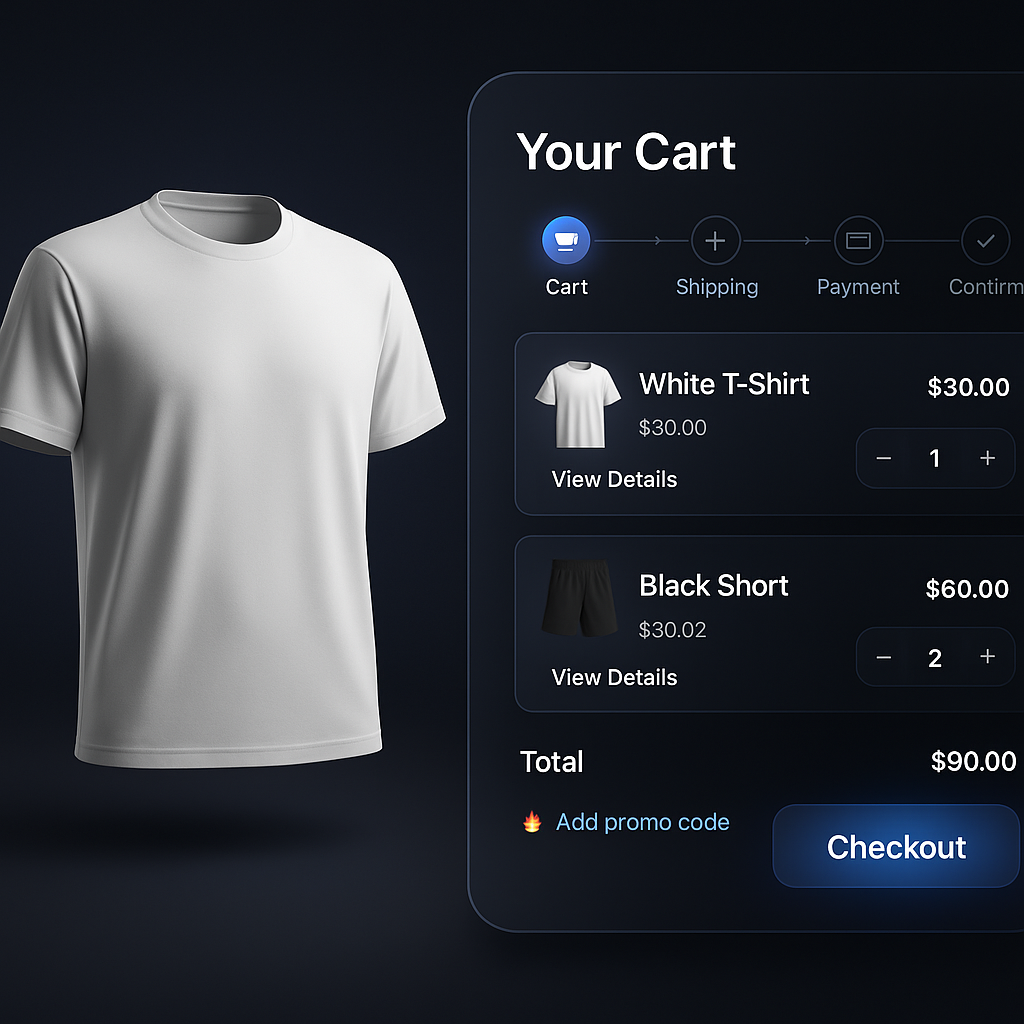 Your Cart
Cart Shipping Payment Confirm
White T-Shirt $30.00
$30.00
− 1 +
View Details
Black Short $60.00
$30.02
− 2 +
View Details
Total $90.00
🔥 Add promo code
Checkout